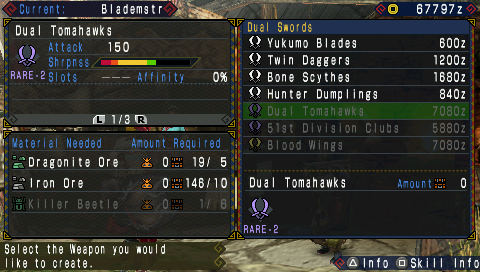 Current: Blademstr
67797z
Dual Tomahawks
Attack 150
Shrpnss
RARE-2 Slots --- Affinity 0%
L 1/3 R
Material Needed Amount Required
Dragonite Ore 0 19/ 5
Iron Ore 0 146/10
Killer Beetle 0 1/ 6
Dual Swords
Yukumo Blades 600z
Twin Daggers 1200z
Bone Scythes 1680z
Hunter Dumplings 840z
Dual Tomahawks 7080z
51st Division Clubs 5880z
Blood Wings 7080z
Dual Tomahawks Amount 0
RARE-2
Select the Weapon you would
like to create.
Info Skill Info